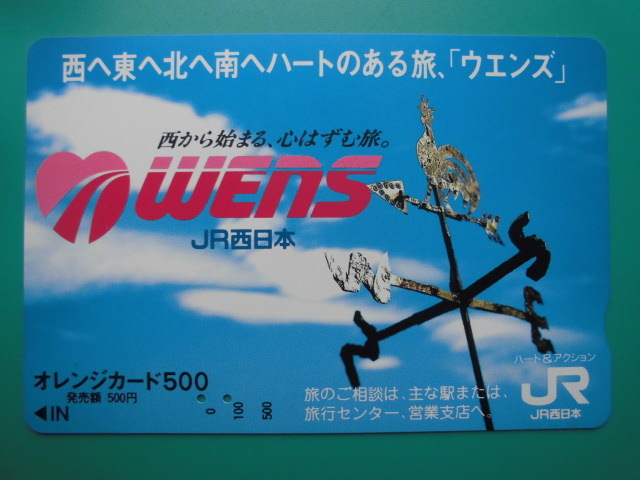 西へ東へ北へ南へハートのある旅、「ウエンズ」
西から始まる、心はずむ旅。
WENS
JR西日本
オレンジカード500
発売額 500円
◀IN
0 100 500
旅のご相談は、主な駅または、
旅行センター、営業支店へ。
ハート&アクション
JR
JR西日本